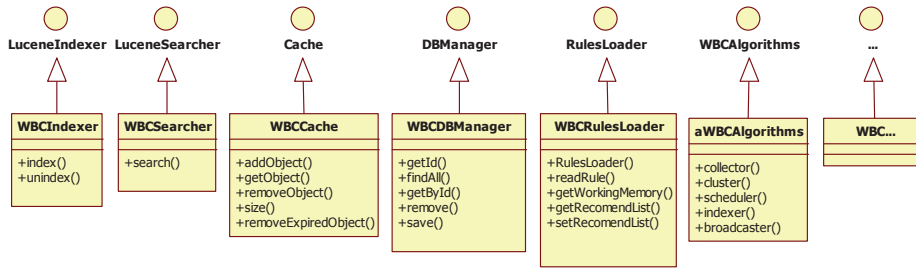 LuceneIndexer
WBCIndexer
+index()
+unindex()
LuceneSearcher
WBCSearcher
+search()
Cache
WBCCache
+addObject()
+getObject()
+removeObject()
+size()
+removeExpiredObject()
DBManager
WBCDBManager
+getId()
+findAll()
+getById()
+remove()
+save()
RulesLoader
WBCRulesLoader
+RulesLoader()
+readRule()
+getWorkingMemory()
+getRecomendList()
+setRecomendList()
WBCAlgorithms
aWBCAlgorithms
+collector()
+cluster()
+scheduler()
+indexer()
+broadcaster()
...
WBC...